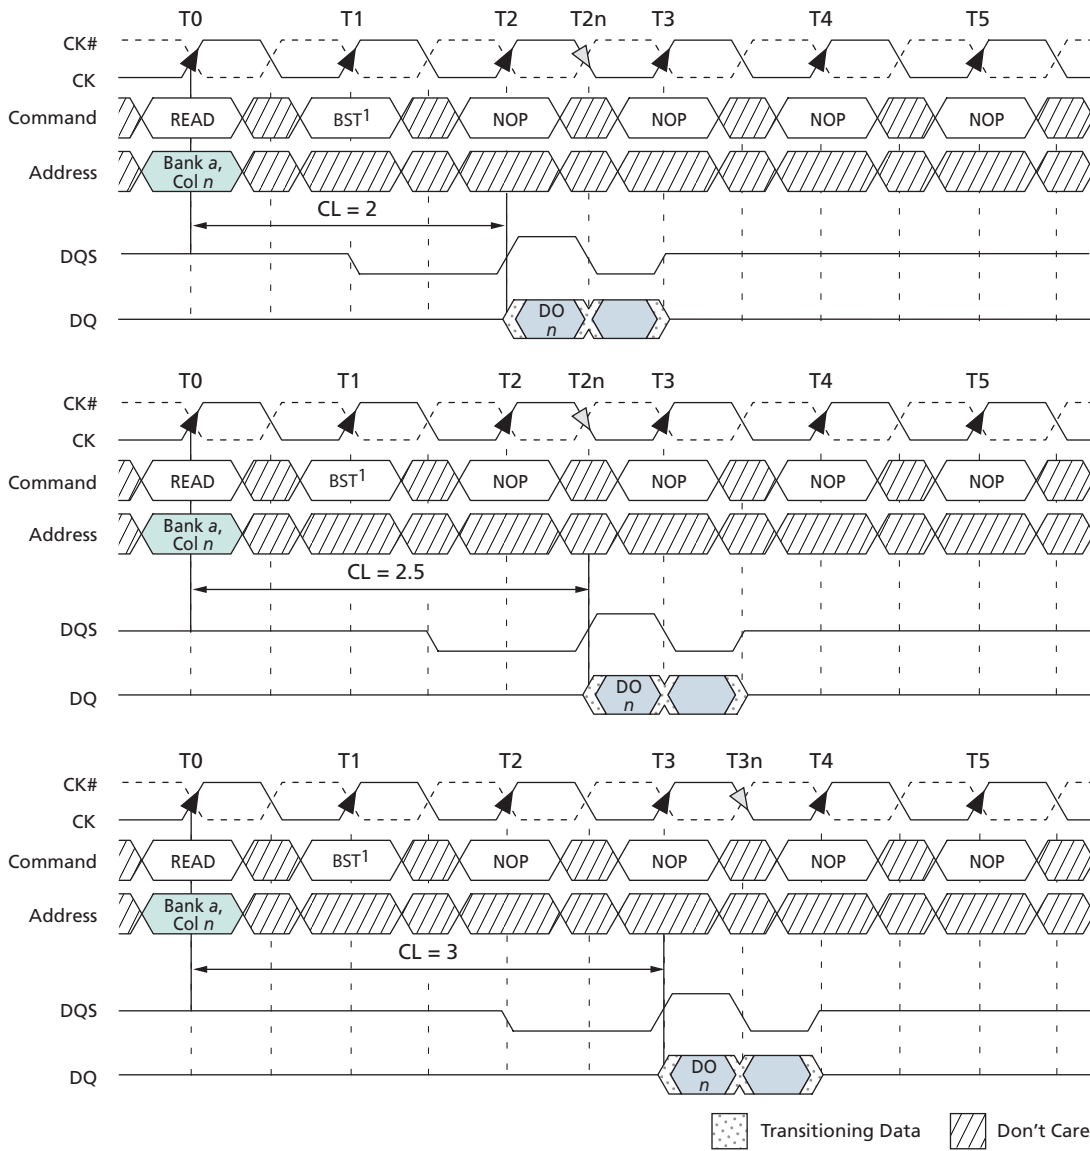 T0 T1 T2 T2n T3 T4 T5
CK#
CK
Command READ BST¹ NOP NOP NOP NOP
Address Bank a,
Col n
CL = 2
DQS
DQ DO
n
T0 T1 T2 T2n T3 T4 T5
CK#
CK
Command READ BST¹ NOP NOP NOP NOP
Address Bank a,
Col n
CL = 2.5
DQS
DQ DO
n
T0 T1 T2 T3 T3n T4 T5
CK#
CK
Command READ BST¹ NOP NOP NOP NOP
Address Bank a,
Col n
CL = 3
DQS
DQ DO
n
Transitioning Data Don't Care